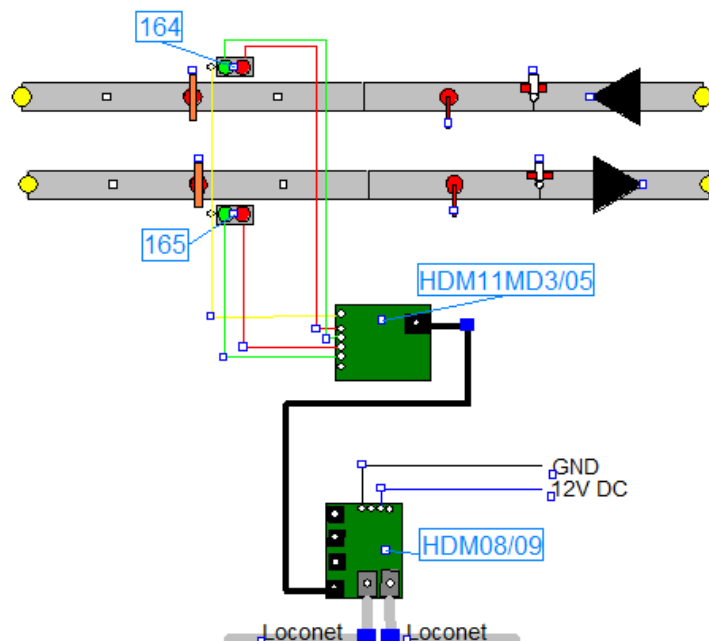 164
165
HDM11MD3/05
GND
12V DC
HDM08/09
Loconet
Loconet